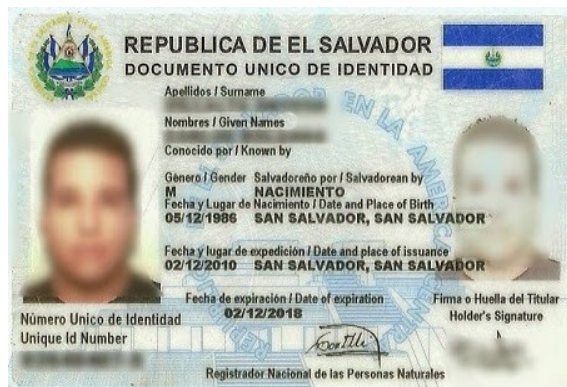 REPUBLICA DE EL SALVADOR
DOCUMENTO UNICO DE IDENTIDAD
Apellidos / Surname
Nombres / Given Names
Conocido por / Known by
Género / Gender Salvadoreño por / Salvadorean by
M NACIMIENTO
Fecha y Lugar de Nacimiento / Date and Place of Birth
05/12/1986 SAN SALVADOR, SAN SALVADOR
Fecha y lugar de expedición / Date and place of issuance
02/12/2010 SAN SALVADOR, SAN SALVADOR
Fecha de expiración / Date of expiration
02/12/2018
Firma o Huella del Titular
Holder's Signature
Número Unico de Identidad
Unique Id Number
Registrador Nacional de las Personas Naturales
EN LA AMERICA CENTRAL